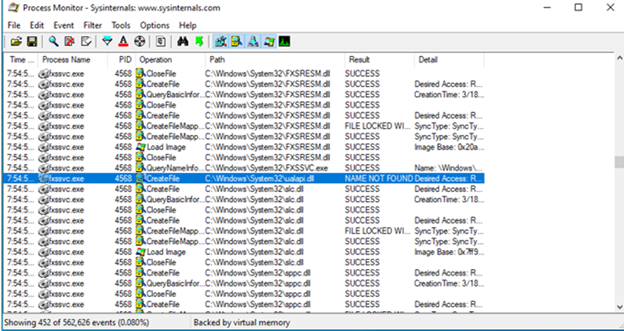 Process Monitor - Sysinternals: www.sysinternals.com
File Edit Event Filter Tools Options Help
Time ... Process Name PID Operation Path Result Detail
7:54:5... fxssvc.exe 4568 CloseFile C:\Windows\System32\FXSRESM.dll SUCCESS
7:54:5... fxssvc.exe 4568 CreateFile C:\Windows\System32\FXSRESM.dll SUCCESS Desired Access: R...
7:54:5... fxssvc.exe 4568 QueryBasicInfor... C:\Windows\System32\FXSRESM.dll SUCCESS CreationTime: 3/18...
7:54:5... fxssvc.exe 4568 CloseFile C:\Windows\System32\FXSRESM.dll SUCCESS
7:54:5... fxssvc.exe 4568 CreateFile C:\Windows\System32\FXSRESM.dll SUCCESS Desired Access: R...
7:54:5... fxssvc.exe 4568 CreateFileMapp... C:\Windows\System32\FXSRESM.dll FILE LOCKED WI... SyncType: SyncTy...
7:54:5... fxssvc.exe 4568 CreateFileMapp... C:\Windows\System32\FXSRESM.dll SUCCESS SyncType: SyncTy...
7:54:5... fxssvc.exe 4568 Load Image C:\Windows\System32\FXSRESM.dll SUCCESS Image Base: 0x20a...
7:54:5... fxssvc.exe 4568 CloseFile C:\Windows\System32\FXSRESM.dll SUCCESS
7:54:5... fxssvc.exe 4568 QueryNameInfo... C:\Windows\System32\FXSSVC.exe SUCCESS Name: \Windows\...
7:54:5... fxssvc.exe 4568 CreateFile C:\Windows\System32\ualapi.dll NAME NOT FOUND Desired Access: R...
7:54:5... fxssvc.exe 4568 CreateFile C:\Windows\System32\slc.dll SUCCESS Desired Access: R...
7:54:5... fxssvc.exe 4568 QueryBasicInfor... C:\Windows\System32\slc.dll SUCCESS CreationTime: 3/18...
7:54:5... fxssvc.exe 4568 CloseFile C:\Windows\System32\slc.dll SUCCESS
7:54:5... fxssvc.exe 4568 CreateFile C:\Windows\System32\slc.dll SUCCESS Desired Access: R...
7:54:5... fxssvc.exe 4568 CreateFileMapp... C:\Windows\System32\slc.dll FILE LOCKED WI... SyncType: SyncTy...
7:54:5... fxssvc.exe 4568 CreateFileMapp... C:\Windows\System32\slc.dll SUCCESS SyncType: SyncTy...
7:54:5... fxssvc.exe 4568 Load Image C:\Windows\System32\slc.dll SUCCESS Image Base: 0x7ff9...
7:54:5... fxssvc.exe 4568 CloseFile C:\Windows\System32\slc.dll SUCCESS
7:54:5... fxssvc.exe 4568 CreateFile C:\Windows\System32\appc.dll SUCCESS Desired Access: R...
7:54:5... fxssvc.exe 4568 QueryBasicInfor... C:\Windows\System32\sppc.dll SUCCESS CreationTime: 3/18...
7:54:5... fxssvc.exe 4568 CloseFile C:\Windows\System32\sppc.dll SUCCESS
7:54:5... fxssvc.exe 4568 CreateFile C:\Windows\System32\sppc.dll SUCCESS Desired Access: R...
Showing 452 of 562,626 events (0.080%) Backed by virtual memory